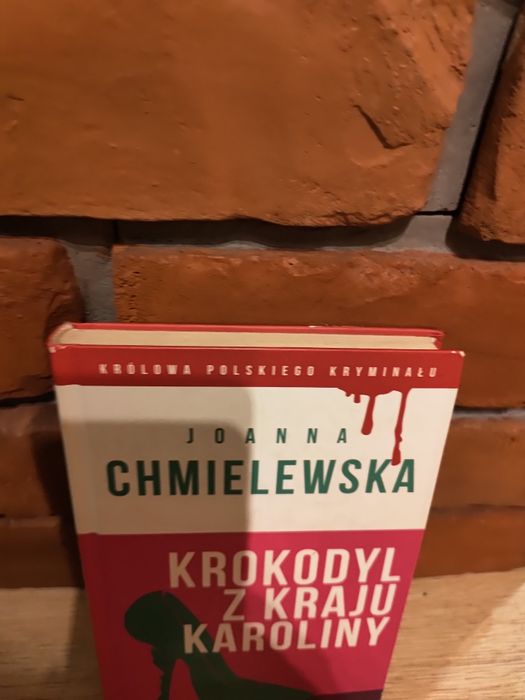 KRÓLOWA POLSKIEGO KRYMINAŁU
JOANNA
CHMIELEWSKA
KROKODYL
Z KRAJU
KAROLINY